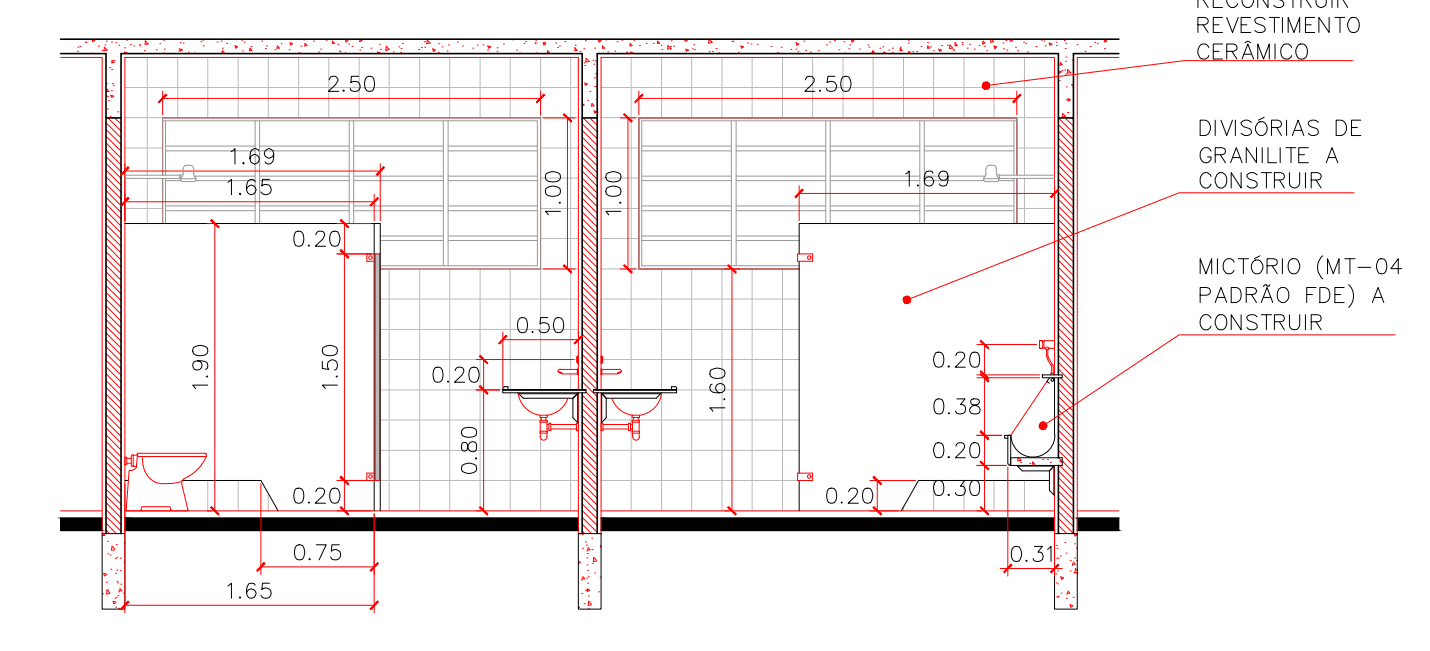 RECONSTRUIR
REVESTIMENTO
CERÂMICO
2.50
2.50
DIVISÓRIAS DE
GRANILITE A
CONSTRUIR
1.69
1.65
1.00
1.00
1.69
0.20
MICTÓRIO (MT-04
PADRÃO FDE) A
CONSTRUIR
0.50
1.90
1.50
0.20
1.60
0.20
0.38
0.80
0.20
0.20
0.20
0.30
0.75
0.31
1.65